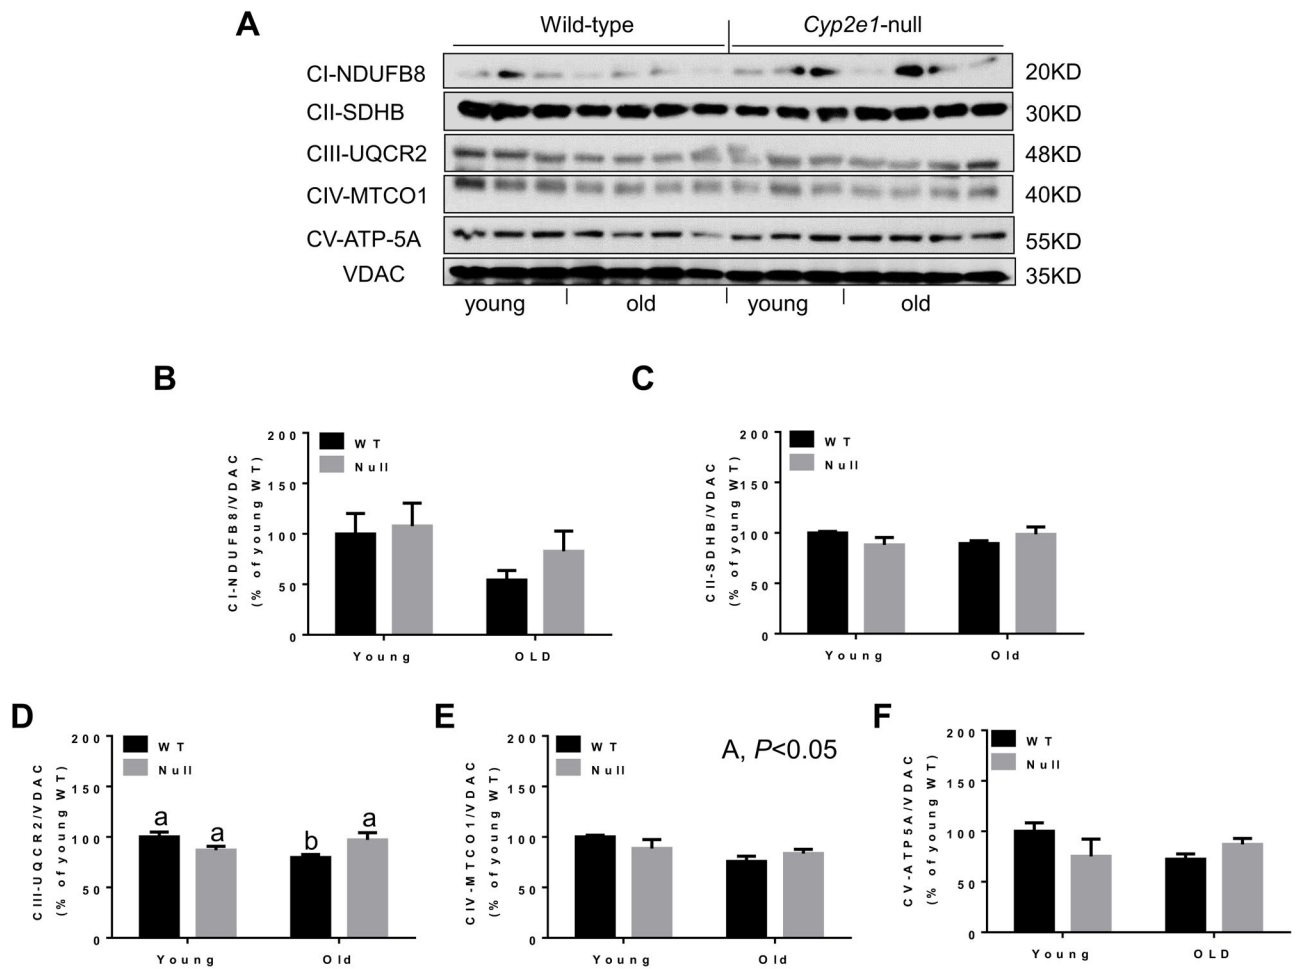 A
Wild-type
Cyp2e1-null
CI-NDUFB8
20KD
CII-SDHB
30KD
CIII-UQCR2
48KD
CIV-MTCO1
40KD
CV-ATP-5A
55KD
VDAC
35KD
young
old
young
old
B
CI-NDUFB8/VDAC
(% of young WT)
200
150
100
50
0
WT
Null
Young
OLD
C
CII-SDHB/VDAC
(% of young WT)
200
150
100
50
0
WT
Null
Young
Old
D
CIII-UQCR2/VDAC
(% of young WT)
200
150
100
50
0
WT
Null
a
a
b
a
Young
Old
E
CIV-MTCO1/VDAC
(% of young WT)
200
150
100
50
0
WT
Null
A, P<0.05
Young
Old
F
CV-ATP5A/VDAC
(% of young WT)
200
150
100
50
0
WT
Null
Young
OLD